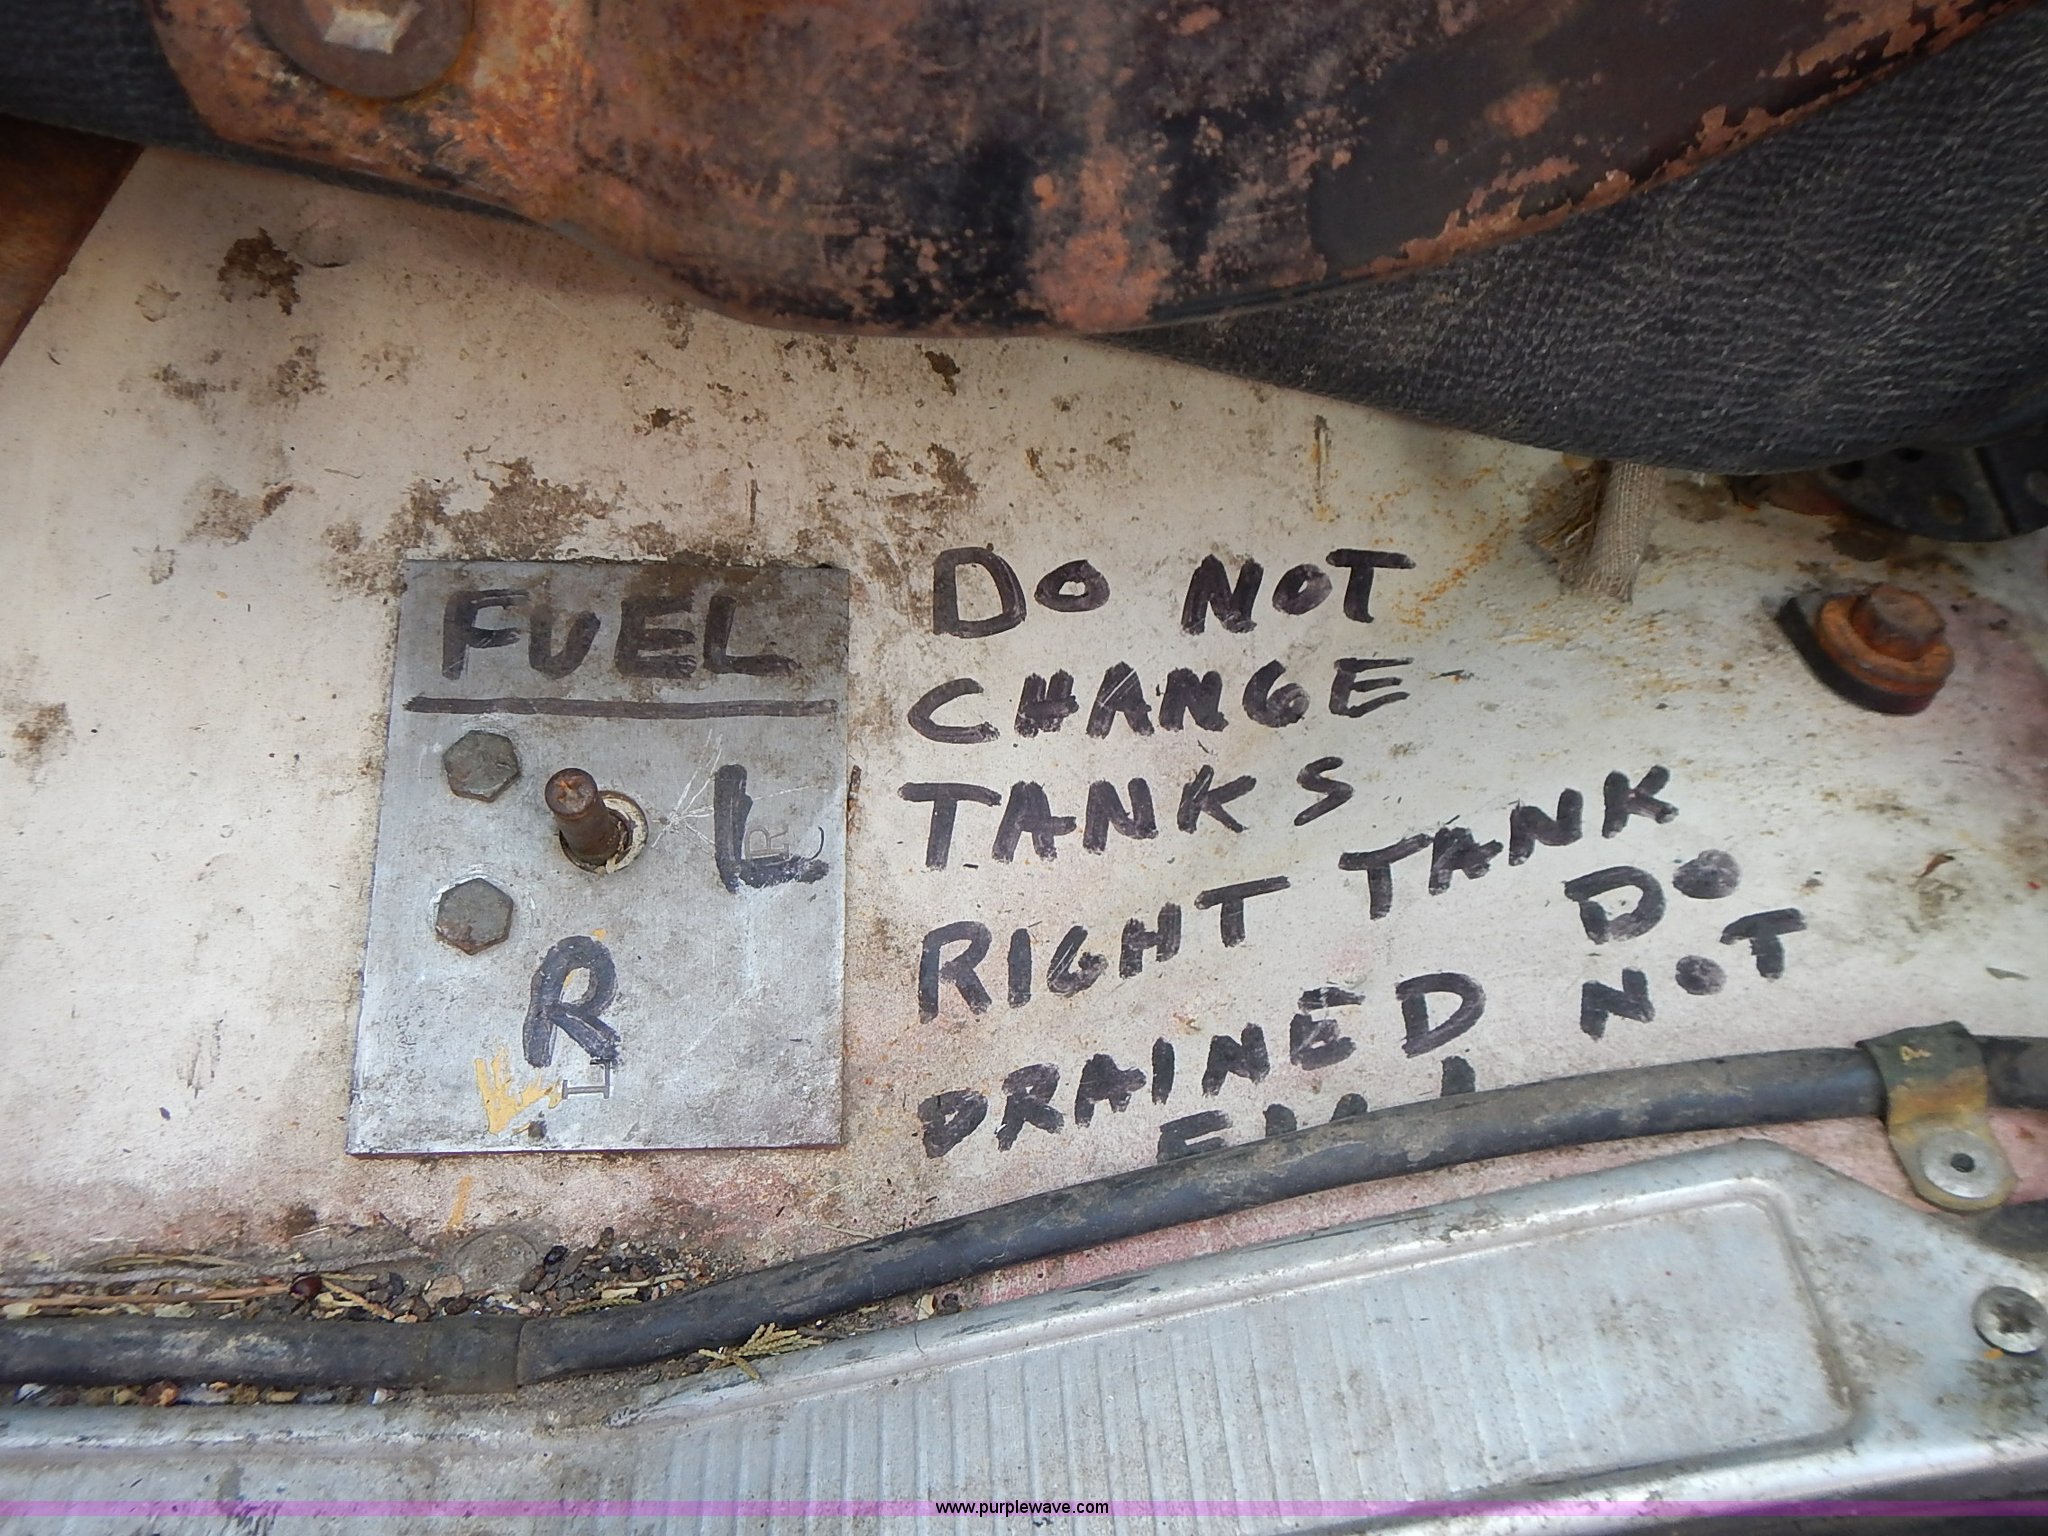 FUEL
L
R
R
L
DO NOT
CHANGE
TANKS
RIGHT TANK
DRAINED DO
NOT
www.purplewave.com